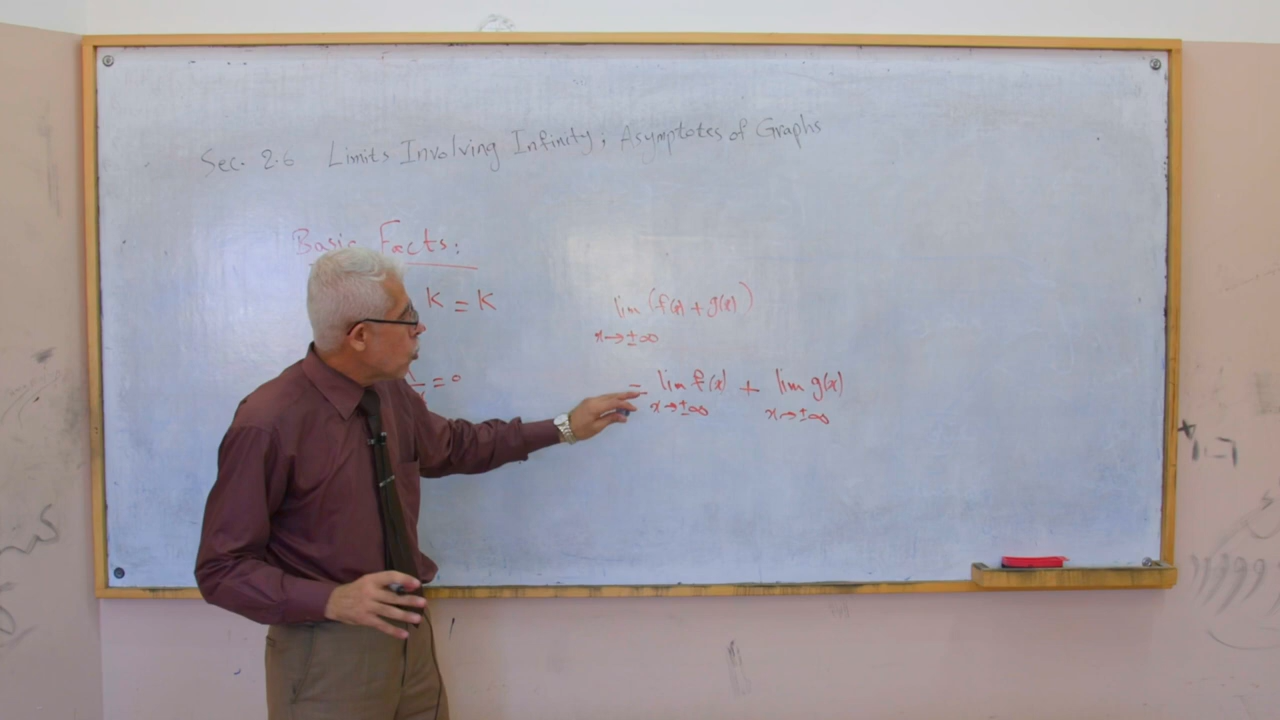 Sec. 2.6 Limits Involving Infinity; Asymptotes of Graphs
Basic Facts:
K = K
= 0
lim (f(x) + g(x))
x→±∞
= lim f(x) + lim g(x)
x→±∞ x→±∞